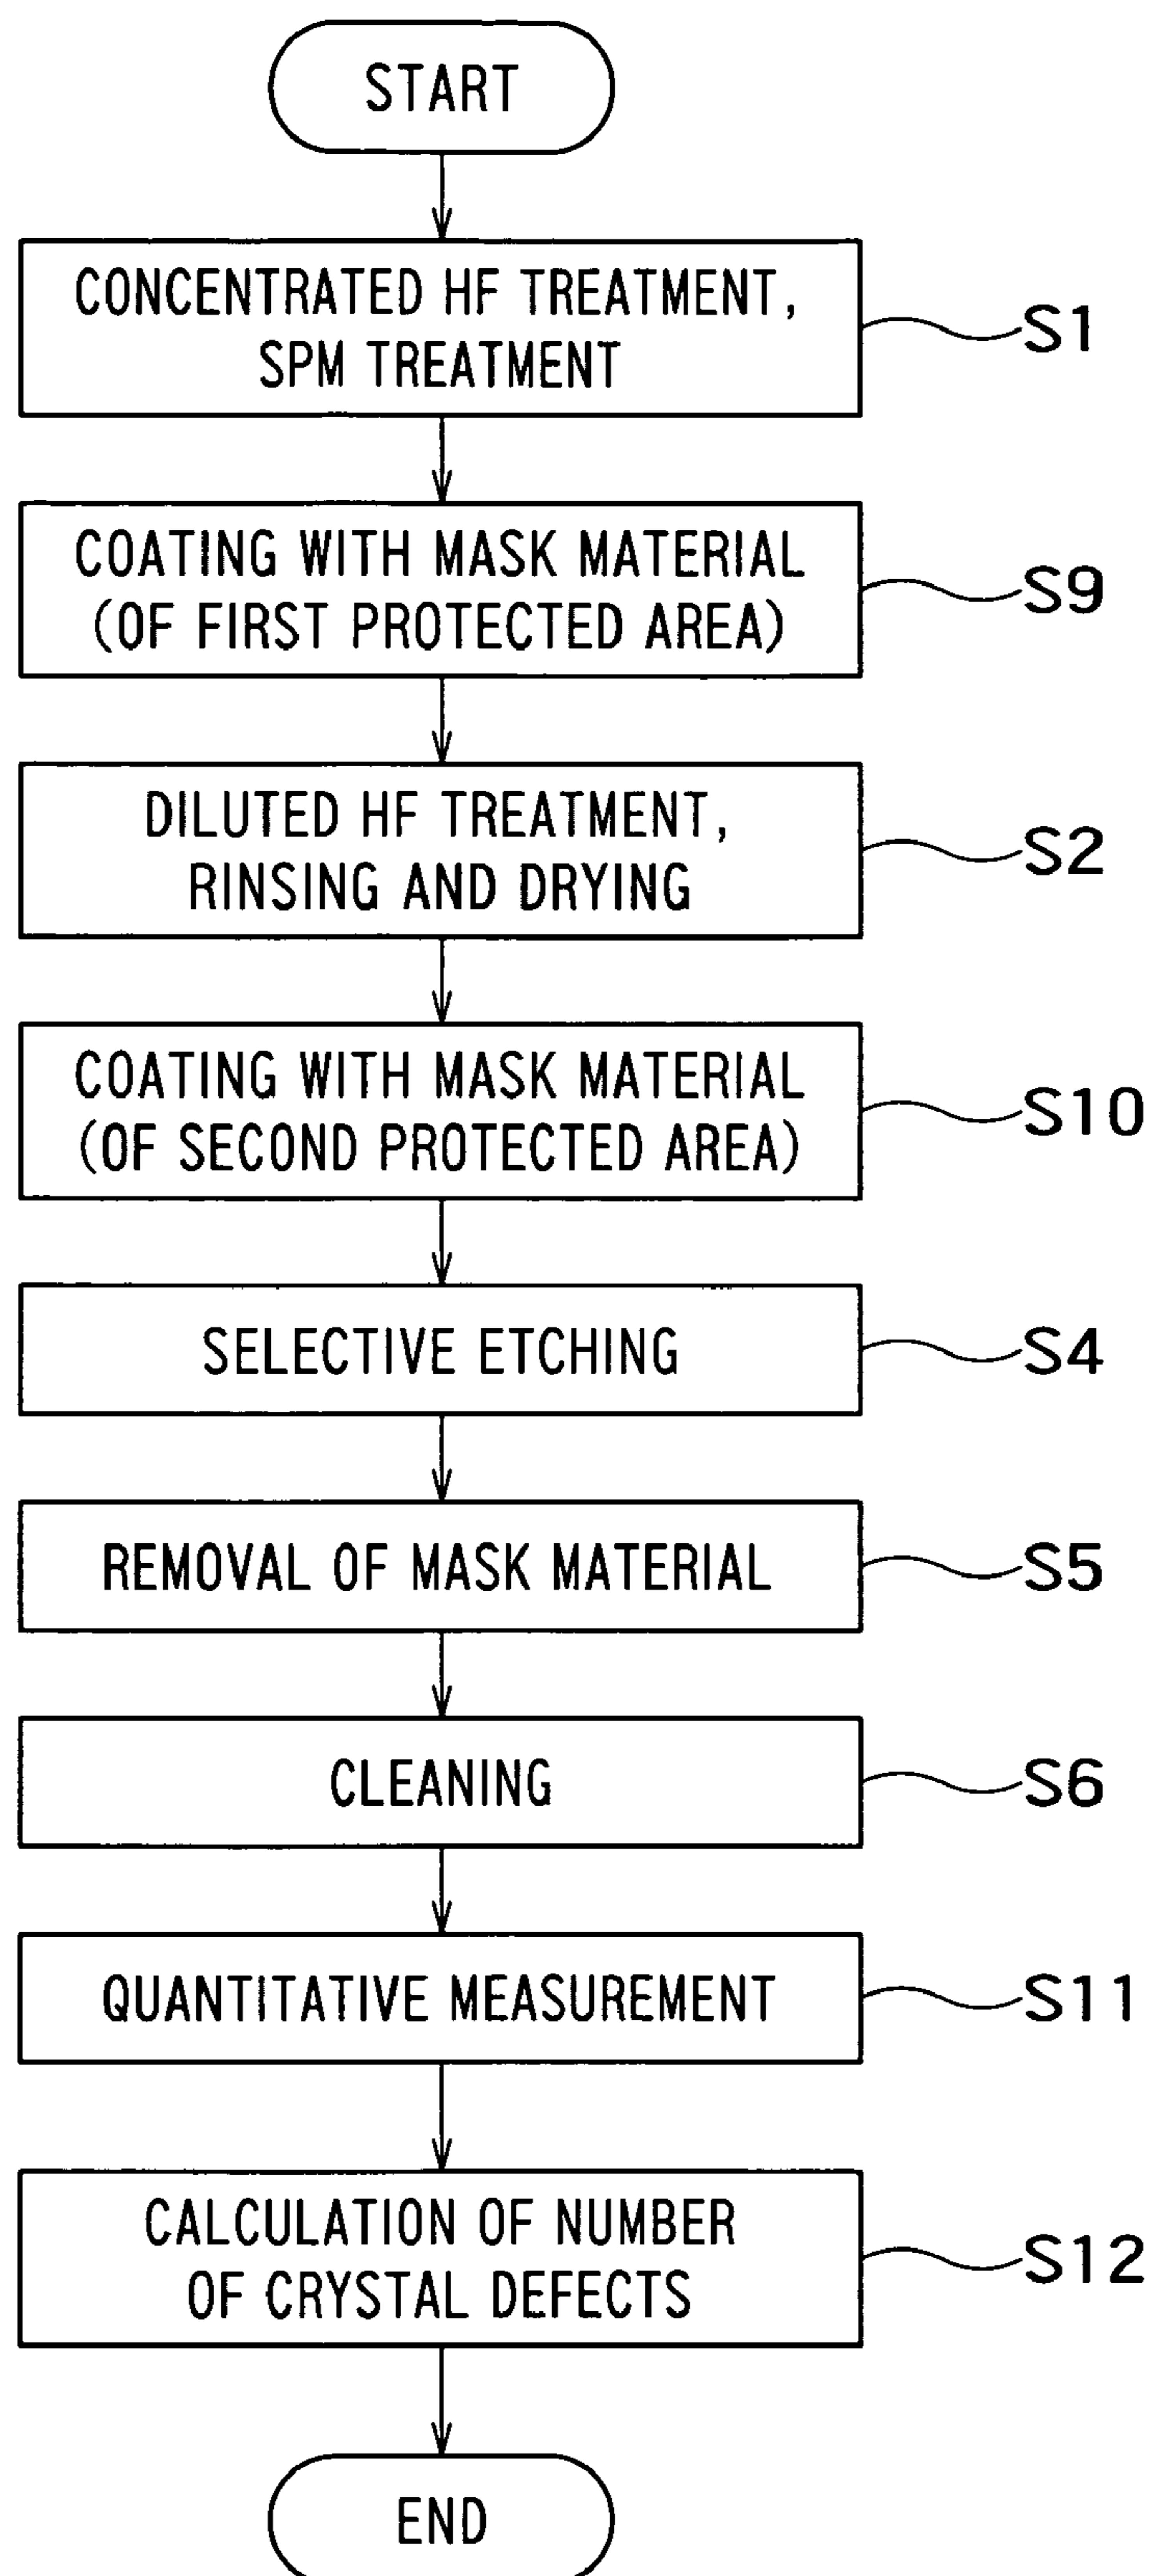 START
CONCENTRATED HF TREATMENT,
SPM TREATMENT
S1
COATING WITH MASK MATERIAL
(OF FIRST PROTECTED AREA)
S9
DILUTED HF TREATMENT,
RINSING AND DRYING
S2
COATING WITH MASK MATERIAL
(OF SECOND PROTECTED AREA)
S10
SELECTIVE ETCHING
S4
REMOVAL OF MASK MATERIAL
S5
CLEANING
S6
QUANTITATIVE MEASUREMENT
S11
CALCULATION OF NUMBER
OF CRYSTAL DEFECTS
S12
END